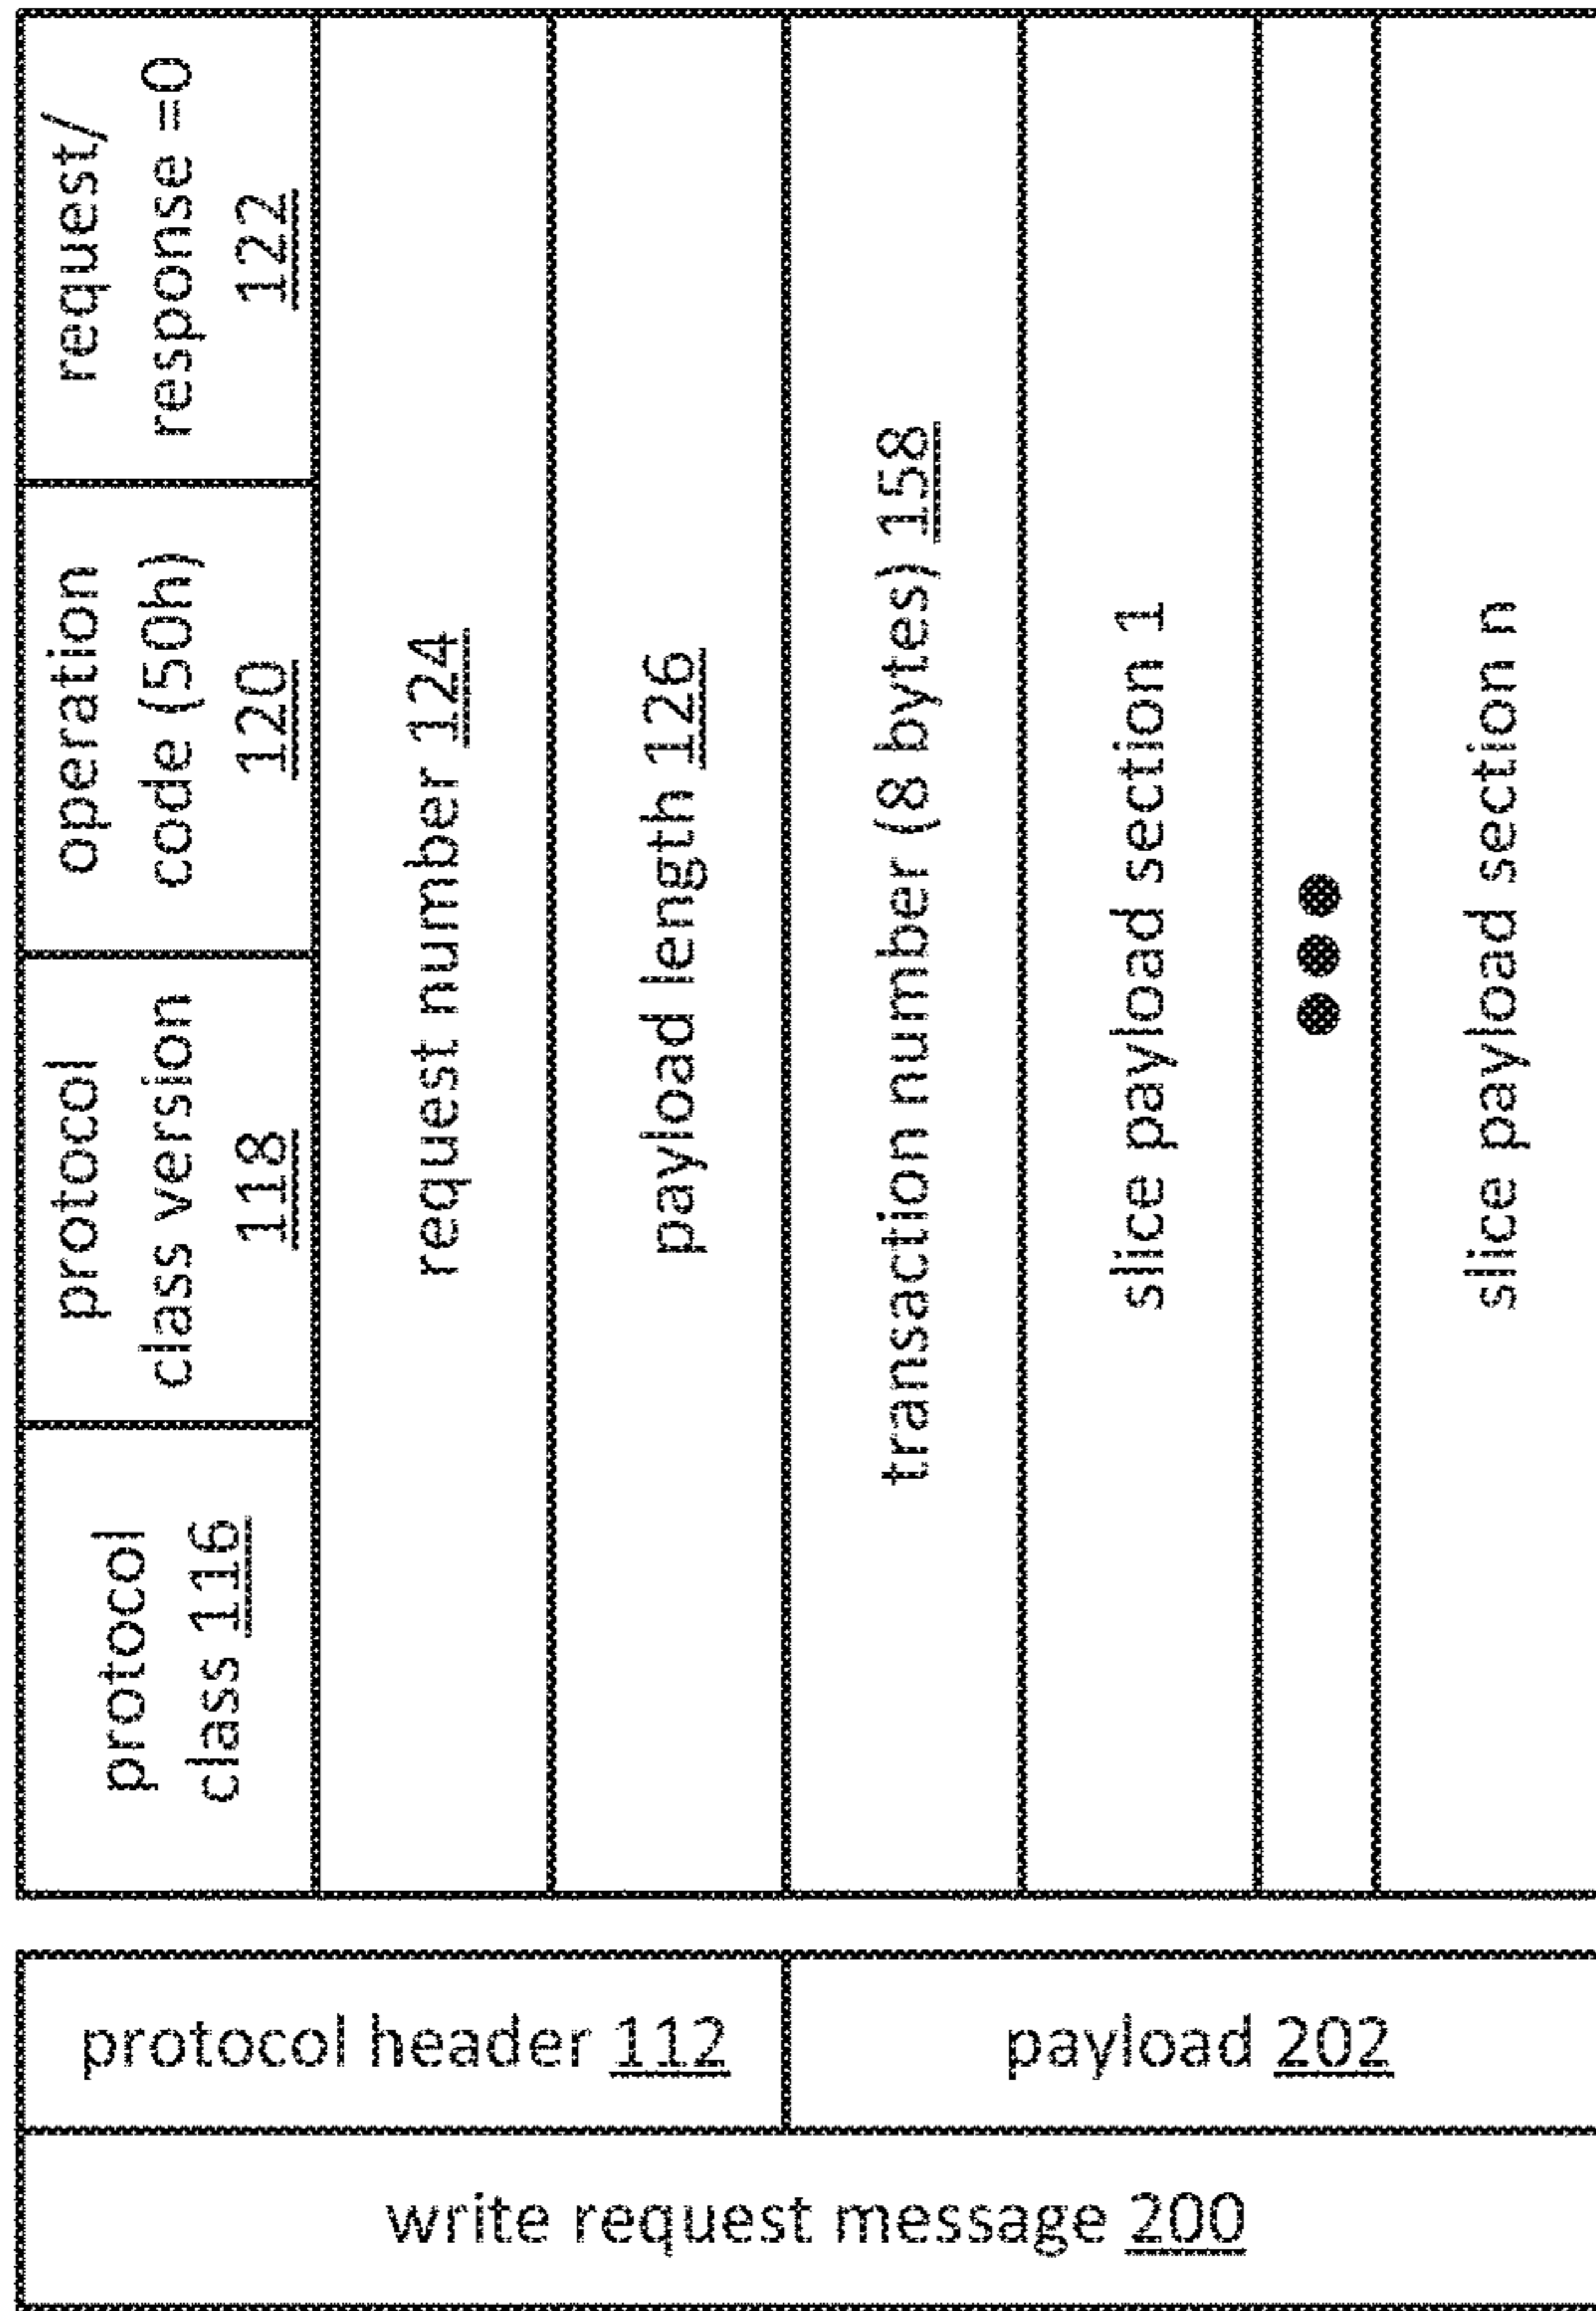 write request message 200
protocol header 112
payload 202
protocol
class 116
protocol
class version
118
operation
code (50h)
120
request/
response =0
122
request number 124
payload length 126
transaction number (8 bytes) 158
slice payload section 1
slice payload section n